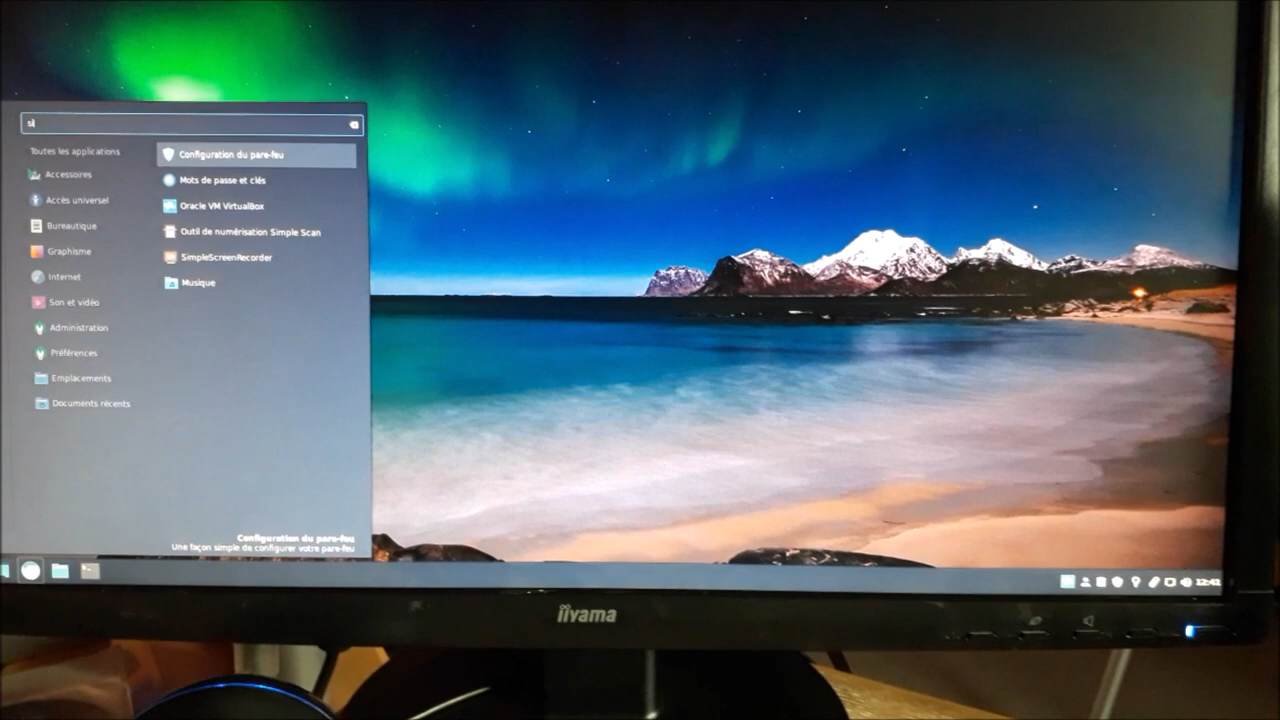 si
Toutes les applications
Accessoires
Accès universel
Bureautique
Graphisme
Internet
Son et vidéo
Administration
Préférences
Emplacements
Documents récents
Configuration du pare-feu
Mots de passe et clés
Oracle VM VirtualBox
Outil de numérisation Simple Scan
SimpleScreenRecorder
Musique
Configuration du pare-feu
Une façon simple de configurer votre pare-feu
12:41
iiyama